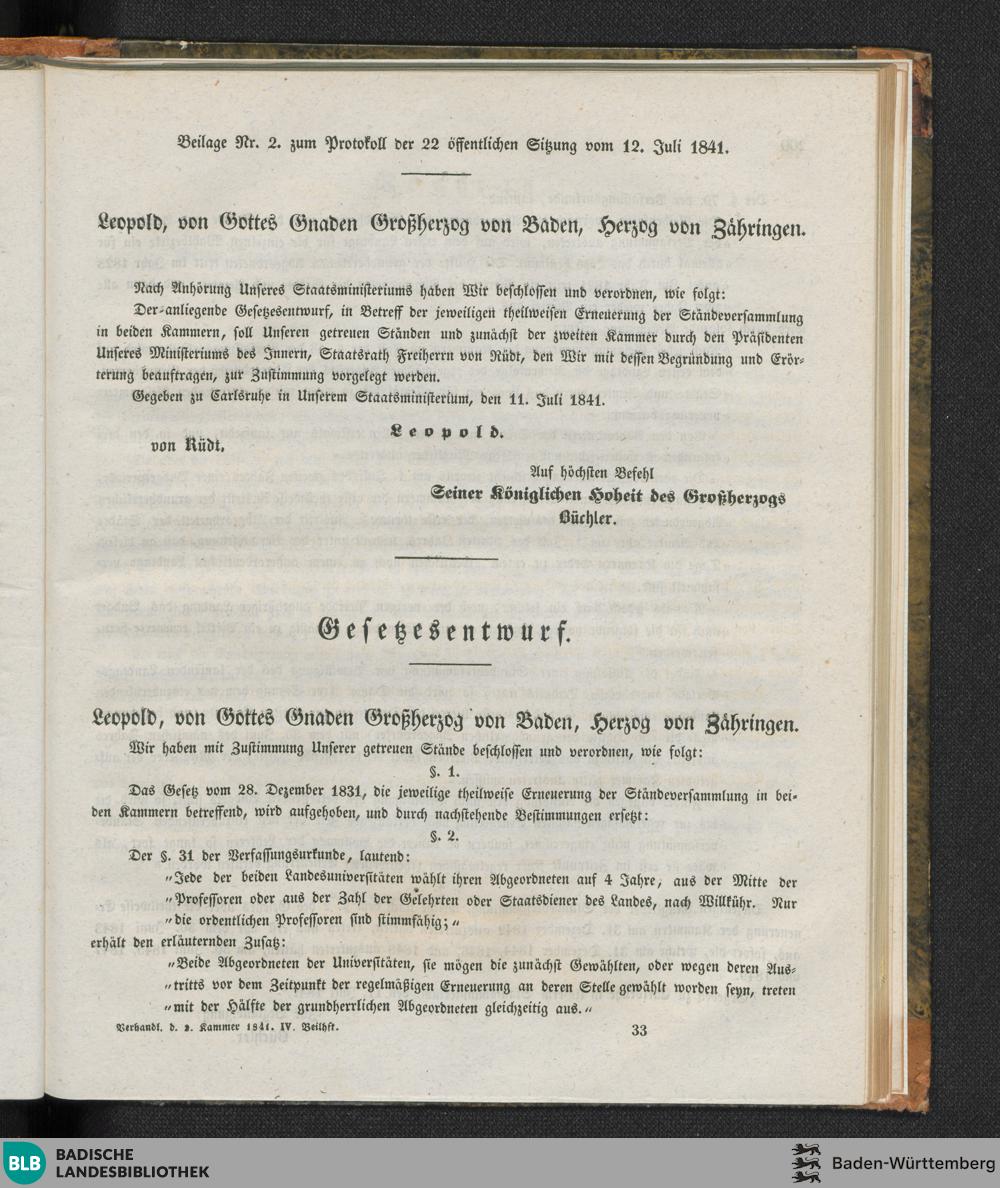 Beilage Nr. 2. zum Protokoll der 22 öffentlichen Sitzung vom 12. Juli 1841.
Leopold, von Gottes Gnaden Großherzog von Baden, Herzog von Zähringen.
Nach Anhörung Unseres Staatsministeriums haben Wir beschlossen und verordnen, wie folgt:
Der-anliegende Gesetzesentwurf, in Betreff der jeweiligen theilweisen Erneuerung der Ständeversammlung
in beiden Kammern, soll Unseren getreuen Ständen und zunächst der zweiten Kammer durch den Präsidenten
Unseres Ministeriums des Innern, Staatsrath Freiherrn von Rüdt, den Wir mit dessen Begründung und Erör-
terung beauftragen, zur Zustimmung vorgelegt werden.
Gegeben zu Carlsruhe in Unserem Staatsministerium, den 11. Juli 1841.
Leopold.
von Rüdt.
Auf höchsten Befehl
Seiner Königlichen Hoheit des Großherzogs
Büchler.
Gesetzesentwurf.
Leopold, von Gottes Gnaden Großherzog von Baden, Herzog von Zähringen.
Wir haben mit Zustimmung Unserer getreuen Stände beschlossen und verordnen, wie folgt:
§. 1.
Das Gesetz vom 28. Dezember 1831, die jeweilige theilweise Erneuerung der Ständeversammlung in bei-
den Kammern betreffend, wird aufgehoben, und durch nachstehende Bestimmungen ersetzt:
§. 2.
Der §. 31 der Verfassungsurkunde, lautend:
"Jede der beiden Landesuniversitäten wählt ihren Abgeordneten auf 4 Jahre, aus der Mitte der
"Professoren oder aus der Zahl der Gelehrten oder Staatsdiener des Landes, nach Willkühr. Nur
"die ordentlichen Professoren sind stimmfähig;"
erhält den erläuternden Zusatz:
"Beide Abgeordneten der Universitäten, sie mögen die zunächst Gewählten, oder wegen deren Aus-
"tritts vor dem Zeitpunkt der regelmäßigen Erneuerung an deren Stelle gewählt worden seyn, treten
"mit der Hälfte der grundherrlichen Abgeordneten gleichzeitig aus."
Verhandl. d. 2. Kammer 1841. IV. Beilhft.
33
BLB BADISCHE
LANDESBIBLIOTHEK
Baden-Württemberg